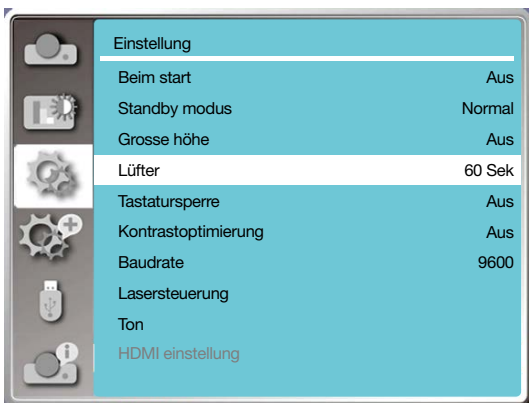 Einstellung
Beim start Aus
Standby modus Normal
Grosse höhe Aus
Lüfter 60 Sek
Tastatursperre Aus
Kontrastoptimierung Aus
Baudrate 9600
Lasersteuerung
Ton
HDMI einstellung